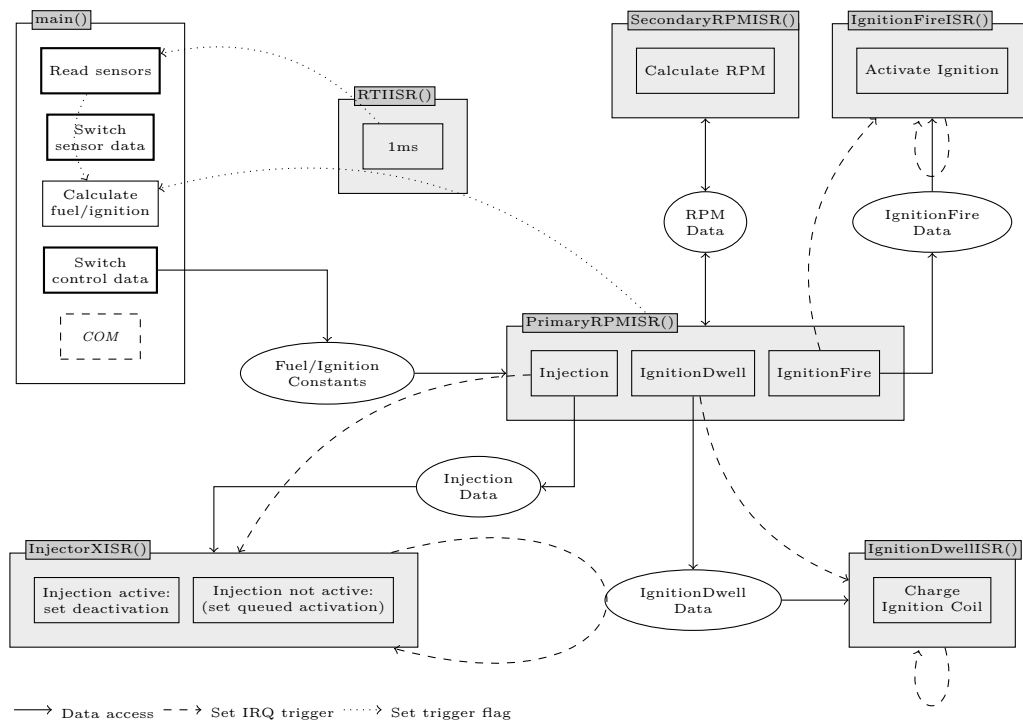 main()
Read sensors
Switch
sensor data
Calculate
fuel/ignition
Switch
control data
COM
RTIISR()
1ms
SecondaryRPMISR()
Calculate RPM
IgnitionFireISR()
Activate Ignition
RPM
Data
IgnitionFire
Data
Fuel/Ignition
Constants
PrimaryRPMISR()
Injection
IgnitionDwell
IgnitionFire
Injection
Data
InjectorXISR()
Injection active:
set deactivation
Injection not active:
(set queued activation)
IgnitionDwell
Data
IgnitionDwellISR()
Charge
Ignition Coil
Data access
Set IRQ trigger
Set trigger flag